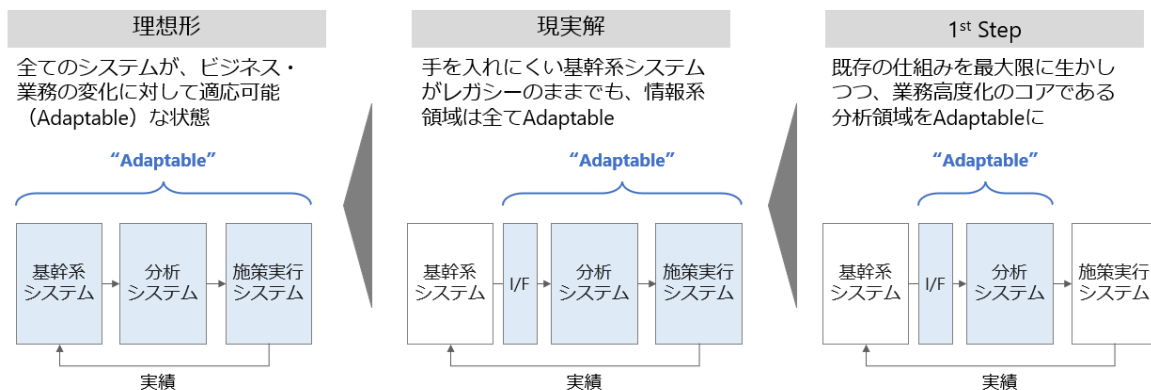 理想形
全てのシステムが、ビジネス・
業務の変化に対して適応可能
（Adaptable）な状態
“Adaptable”
基幹系
システム
分析
システム
施策実行
システム
実績
現実解
手を入れにくい基幹系システム
がレガシーのままでも、情報系
領域は全てAdaptable
“Adaptable”
基幹系
システム
I/F
分析
システム
施策実行
システム
実績
1st Step
既存の仕組みを最大限に生かし
つつ、業務高度化のコアである
分析領域をAdaptableに
“Adaptable”
基幹系
システム
I/F
分析
システム
施策実行
システム
実績